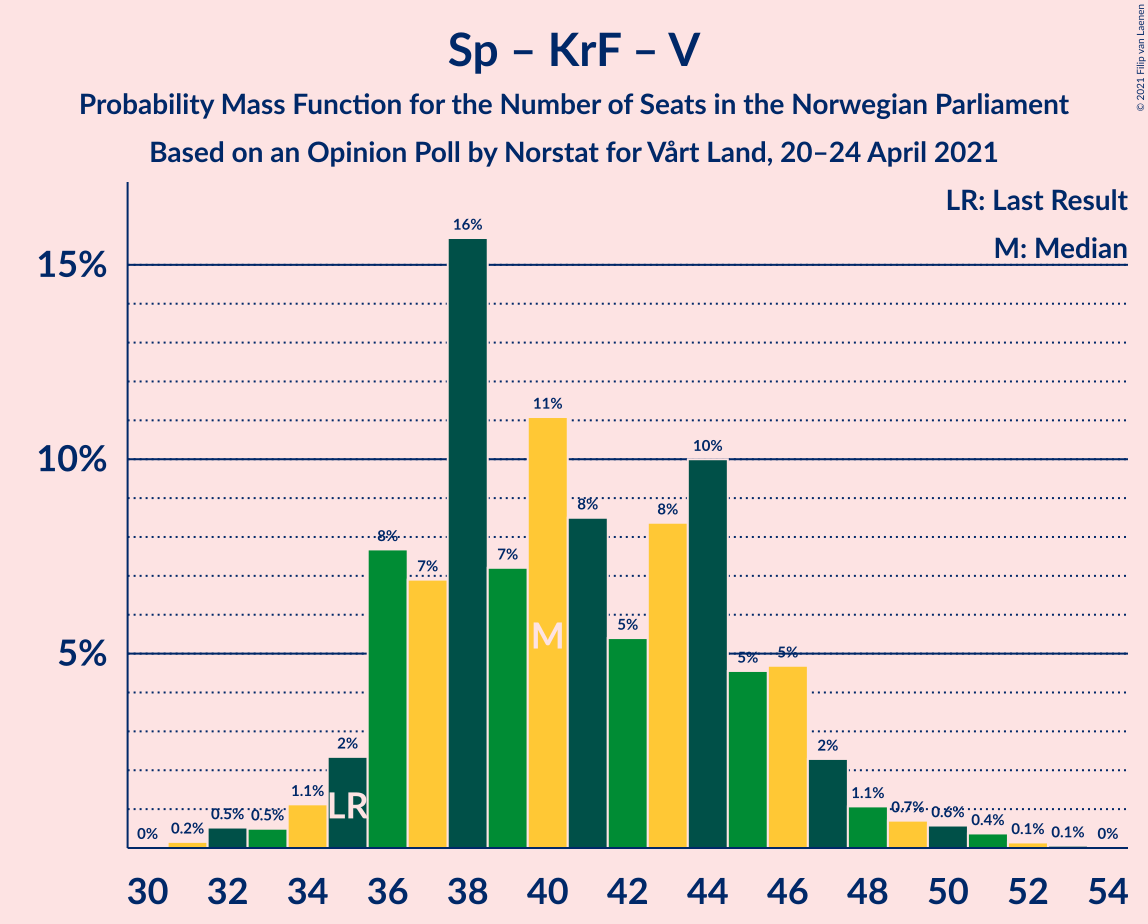 Sp – KrF – V
Probability Mass Function for the Number of Seats in the Norwegian Parliament
Based on an Opinion Poll by Norstat for Vårt Land, 20–24 April 2021
© 2021 Filip van Laenen
LR: Last Result
M: Median
15%
10%
5%
0% 0.2% 0.5% 0.5% 1.1% 2% 8% 7% 16% 7% 11% 8% 5% 8% 10% 5% 5% 2% 1.1% 0.7% 0.6% 0.4% 0.1% 0.1% 0%
LR M
30 32 34 36 38 40 42 44 46 48 50 52 54